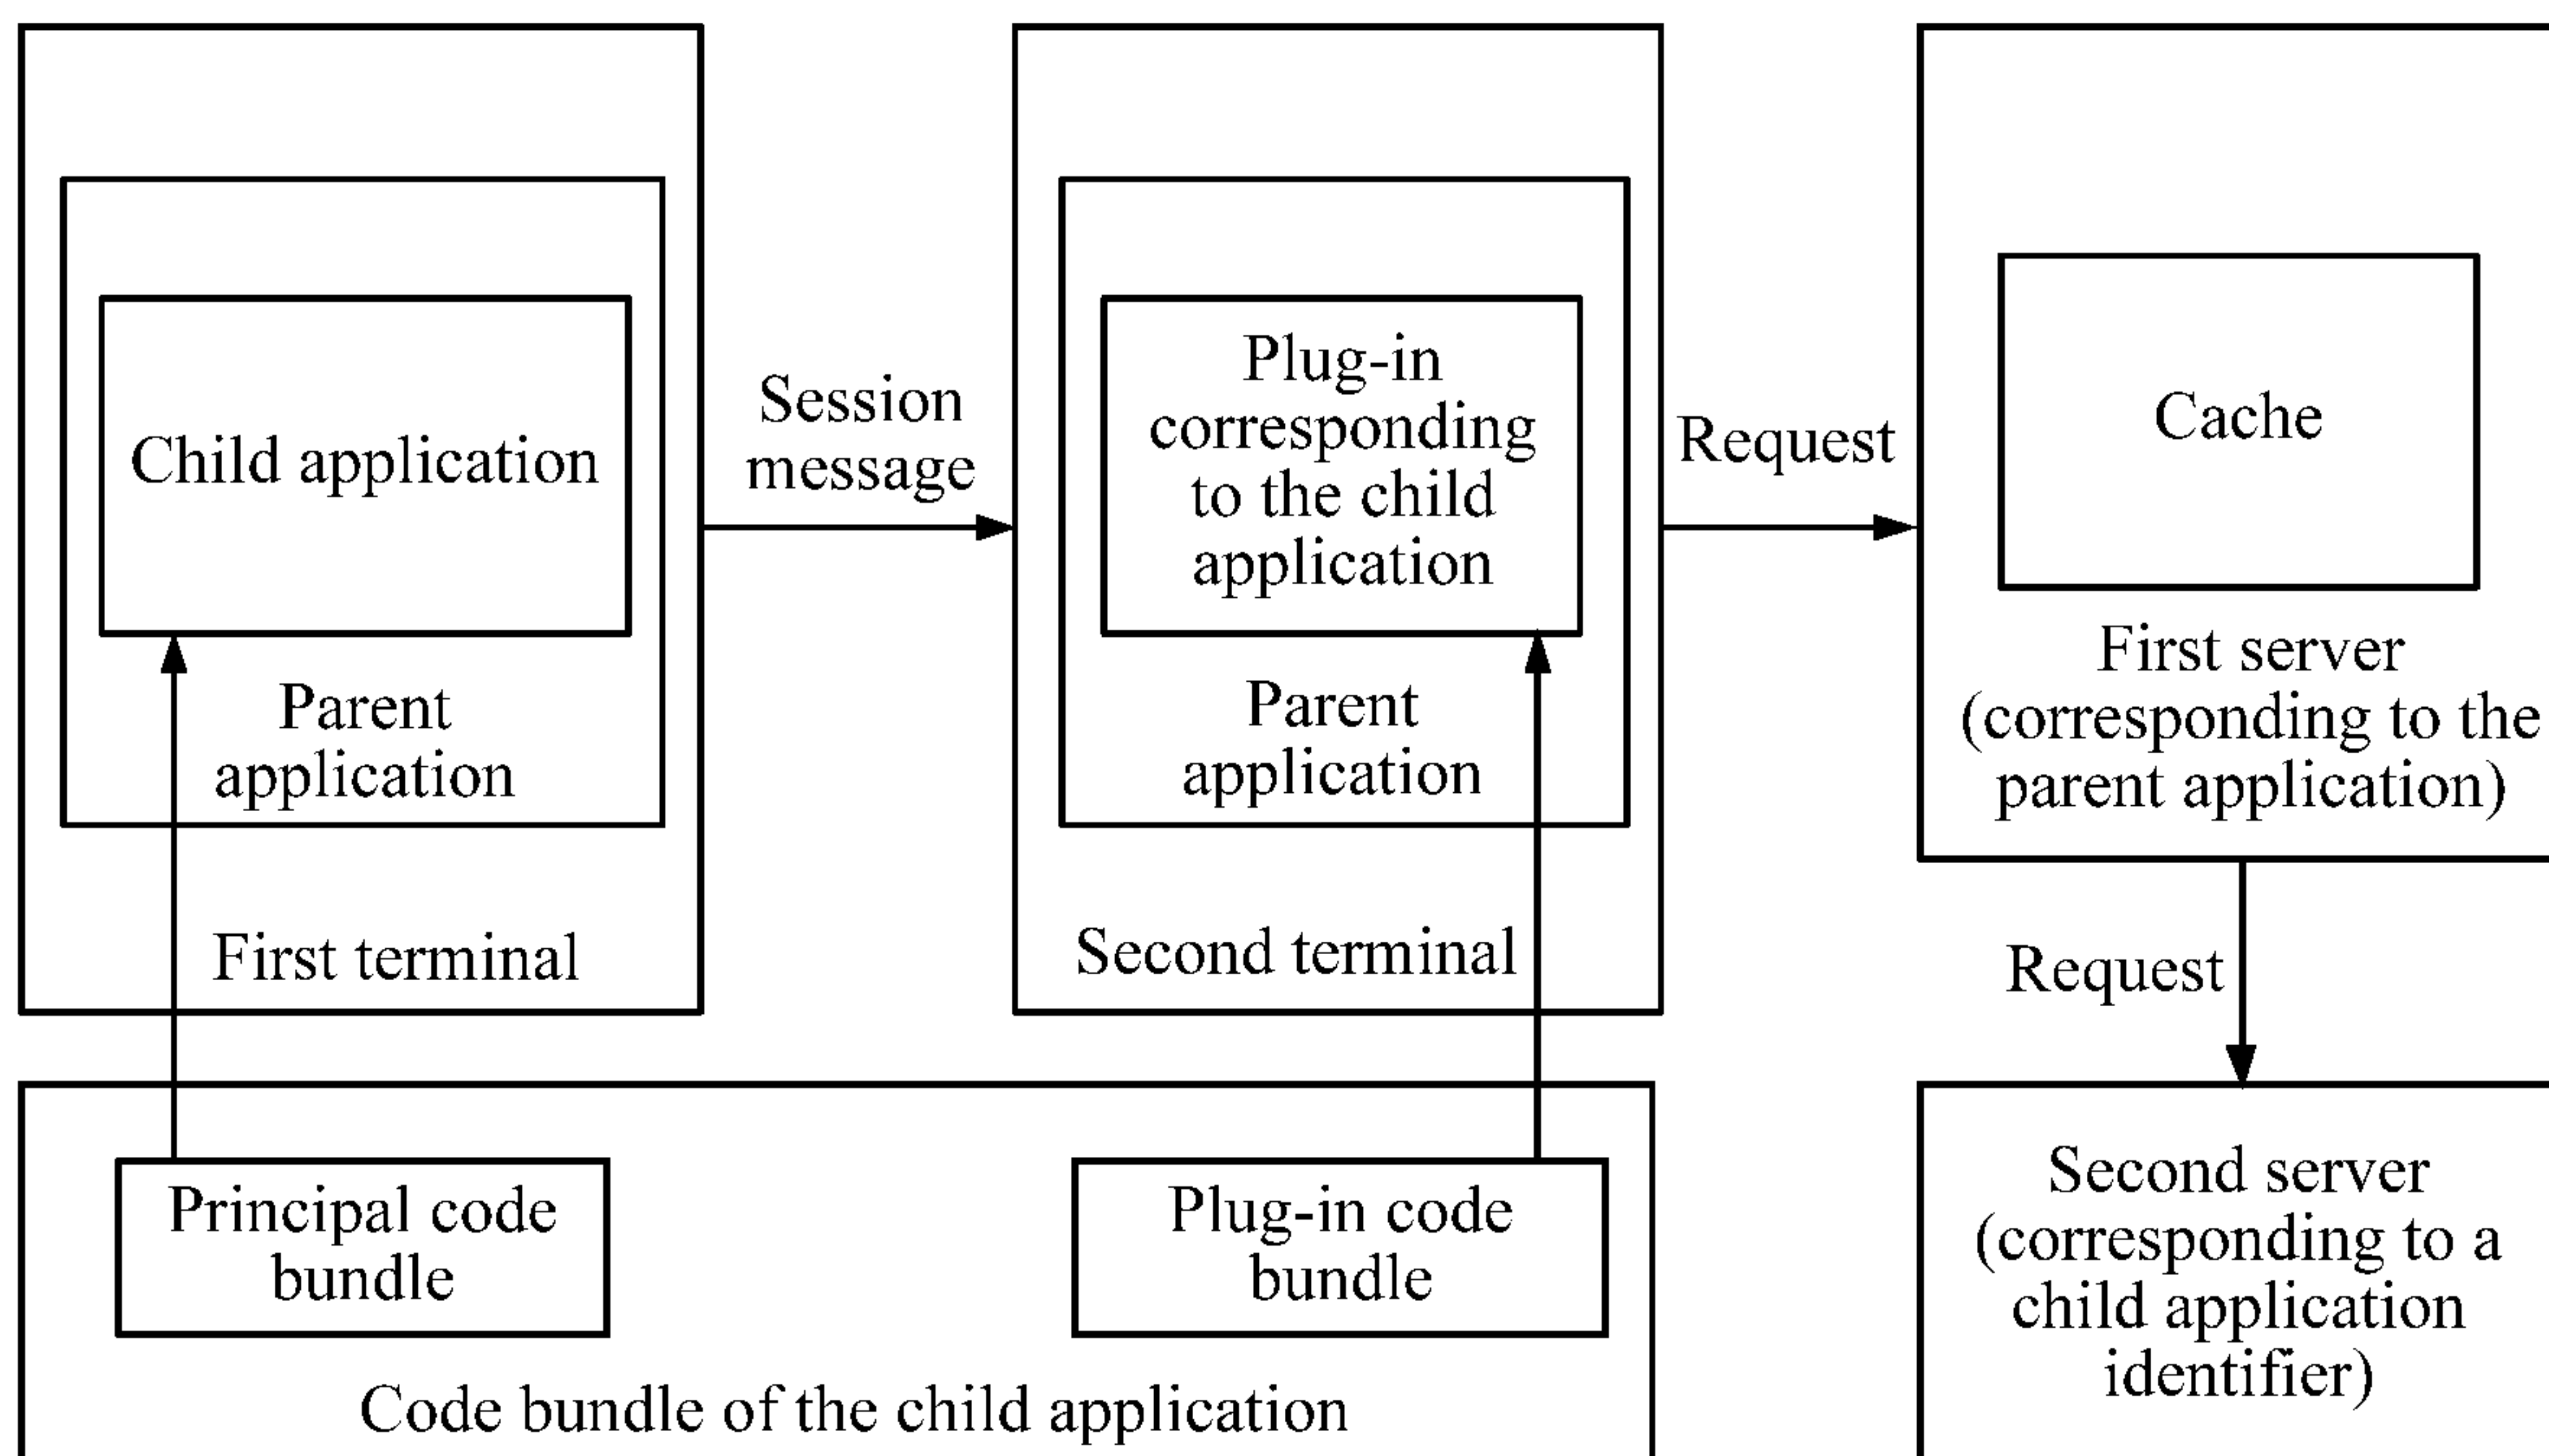 Child application
Parent
application
First terminal
Session
message
Plug-in
corresponding
to the child
application
Parent
application
Second terminal
Request
Cache
First server
(corresponding to the
parent application)
Request
Principal code
bundle
Plug-in code
bundle
Code bundle of the child application
Second server
(corresponding to a
child application
identifier)